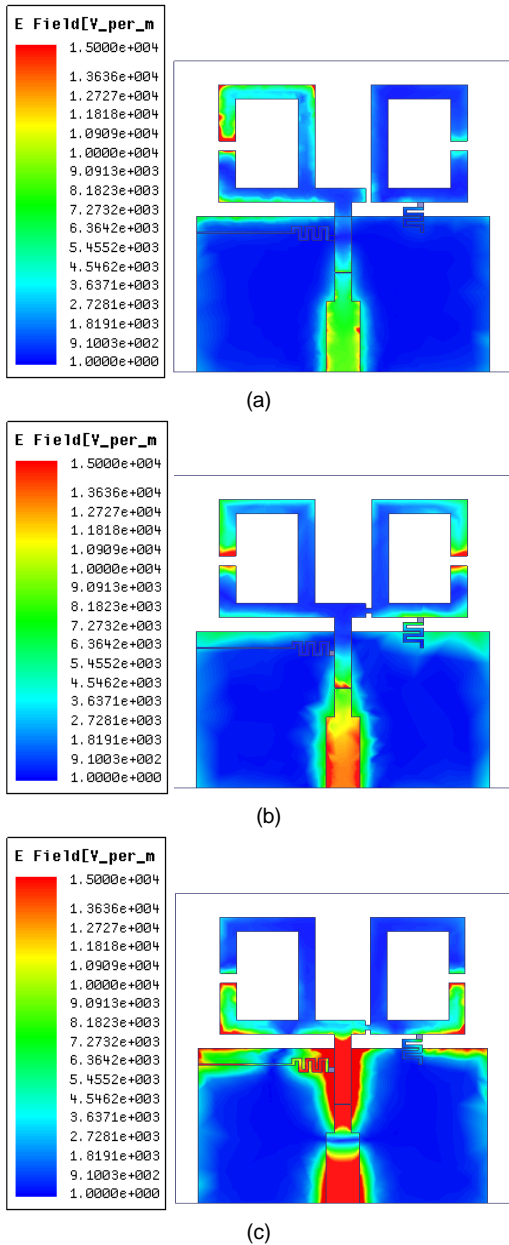 E Field[V_per_m
1.5000e+004
1.3636e+004
1.2727e+004
1.1818e+004
1.0909e+004
1.0000e+004
9.0913e+003
8.1823e+003
7.2732e+003
6.3642e+003
5.4552e+003
4.5462e+003
3.6371e+003
2.7281e+003
1.8191e+003
9.1003e+002
1.0000e+000
(a)
E Field[V_per_m
1.5000e+004
1.3636e+004
1.2727e+004
1.1818e+004
1.0909e+004
1.0000e+004
9.0913e+003
8.1823e+003
7.2732e+003
6.3642e+003
5.4552e+003
4.5462e+003
3.6371e+003
2.7281e+003
1.8191e+003
9.1003e+002
1.0000e+000
(b)
E Field[V_per_m
1.5000e+004
1.3636e+004
1.2727e+004
1.1818e+004
1.0909e+004
1.0000e+004
9.0913e+003
8.1823e+003
7.2732e+003
6.3642e+003
5.4552e+003
4.5462e+003
3.6371e+003
2.7281e+003
1.8191e+003
9.1003e+002
1.0000e+000
(c)